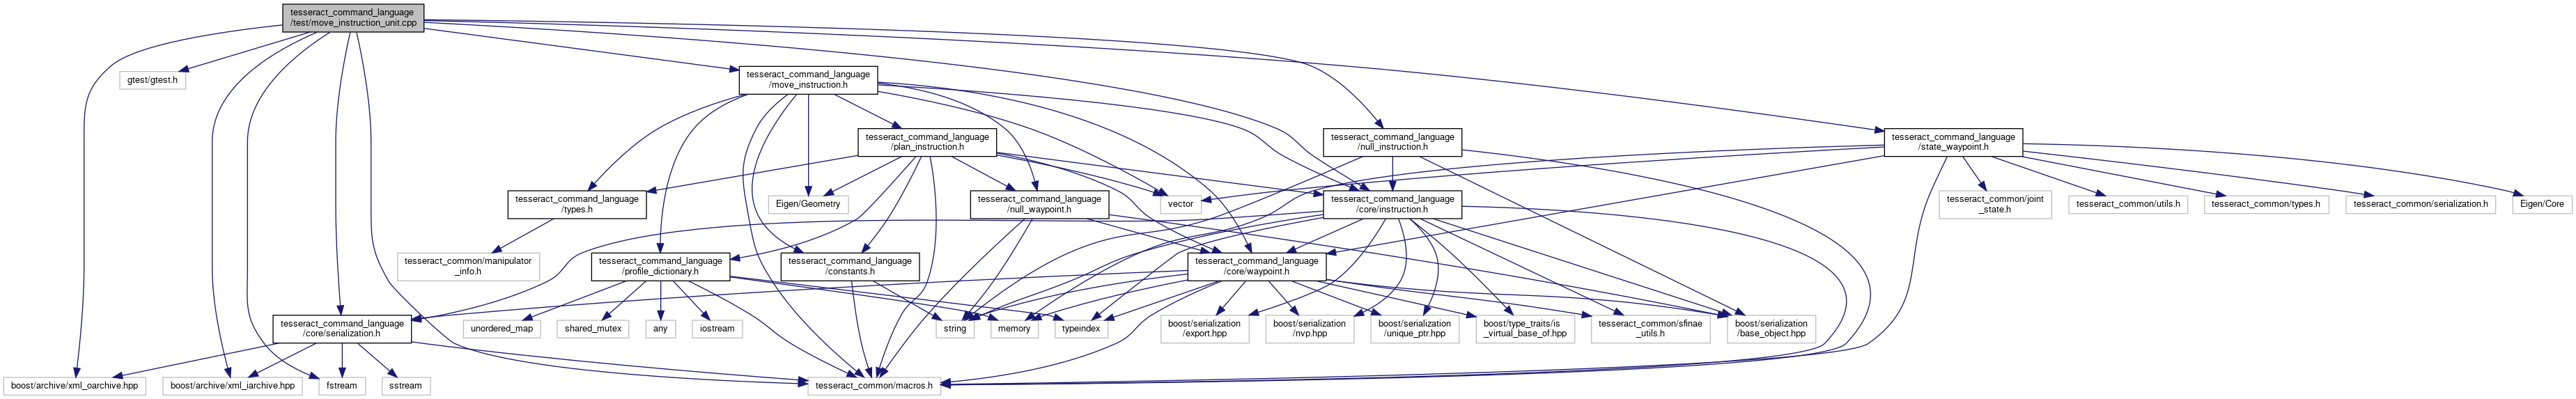 tesseract_command_language
/test/move_instruction_unit.cpp
gtest/gtest.h
tesseract_command_language
/move_instruction.h
tesseract_command_language
/plan_instruction.h
tesseract_command_language
/null_instruction.h
tesseract_command_language
/state_waypoint.h
tesseract_command_language
/types.h
Eigen/Geometry
tesseract_command_language
/null_waypoint.h
vector
tesseract_command_language
/core/instruction.h
tesseract_common/joint
_state.h
tesseract_common/utils.h
tesseract_common/types.h
tesseract_common/serialization.h
Eigen/Core
tesseract_common/manipulator
_info.h
tesseract_command_language
/profile_dictionary.h
tesseract_command_language
/constants.h
tesseract_command_language
/core/waypoint.h
tesseract_command_language
/core/serialization.h
unordered_map
shared_mutex
any
iostream
string
memory
typeindex
boost/serialization
/export.hpp
boost/serialization
/nvp.hpp
boost/serialization
/unique_ptr.hpp
boost/type_traits/is
_virtual_base_of.hpp
tesseract_common/sfinae
_utils.h
boost/serialization
/base_object.hpp
boost/archive/xml_oarchive.hpp
boost/archive/xml_iarchive.hpp
fstream
sstream
tesseract_common/macros.h